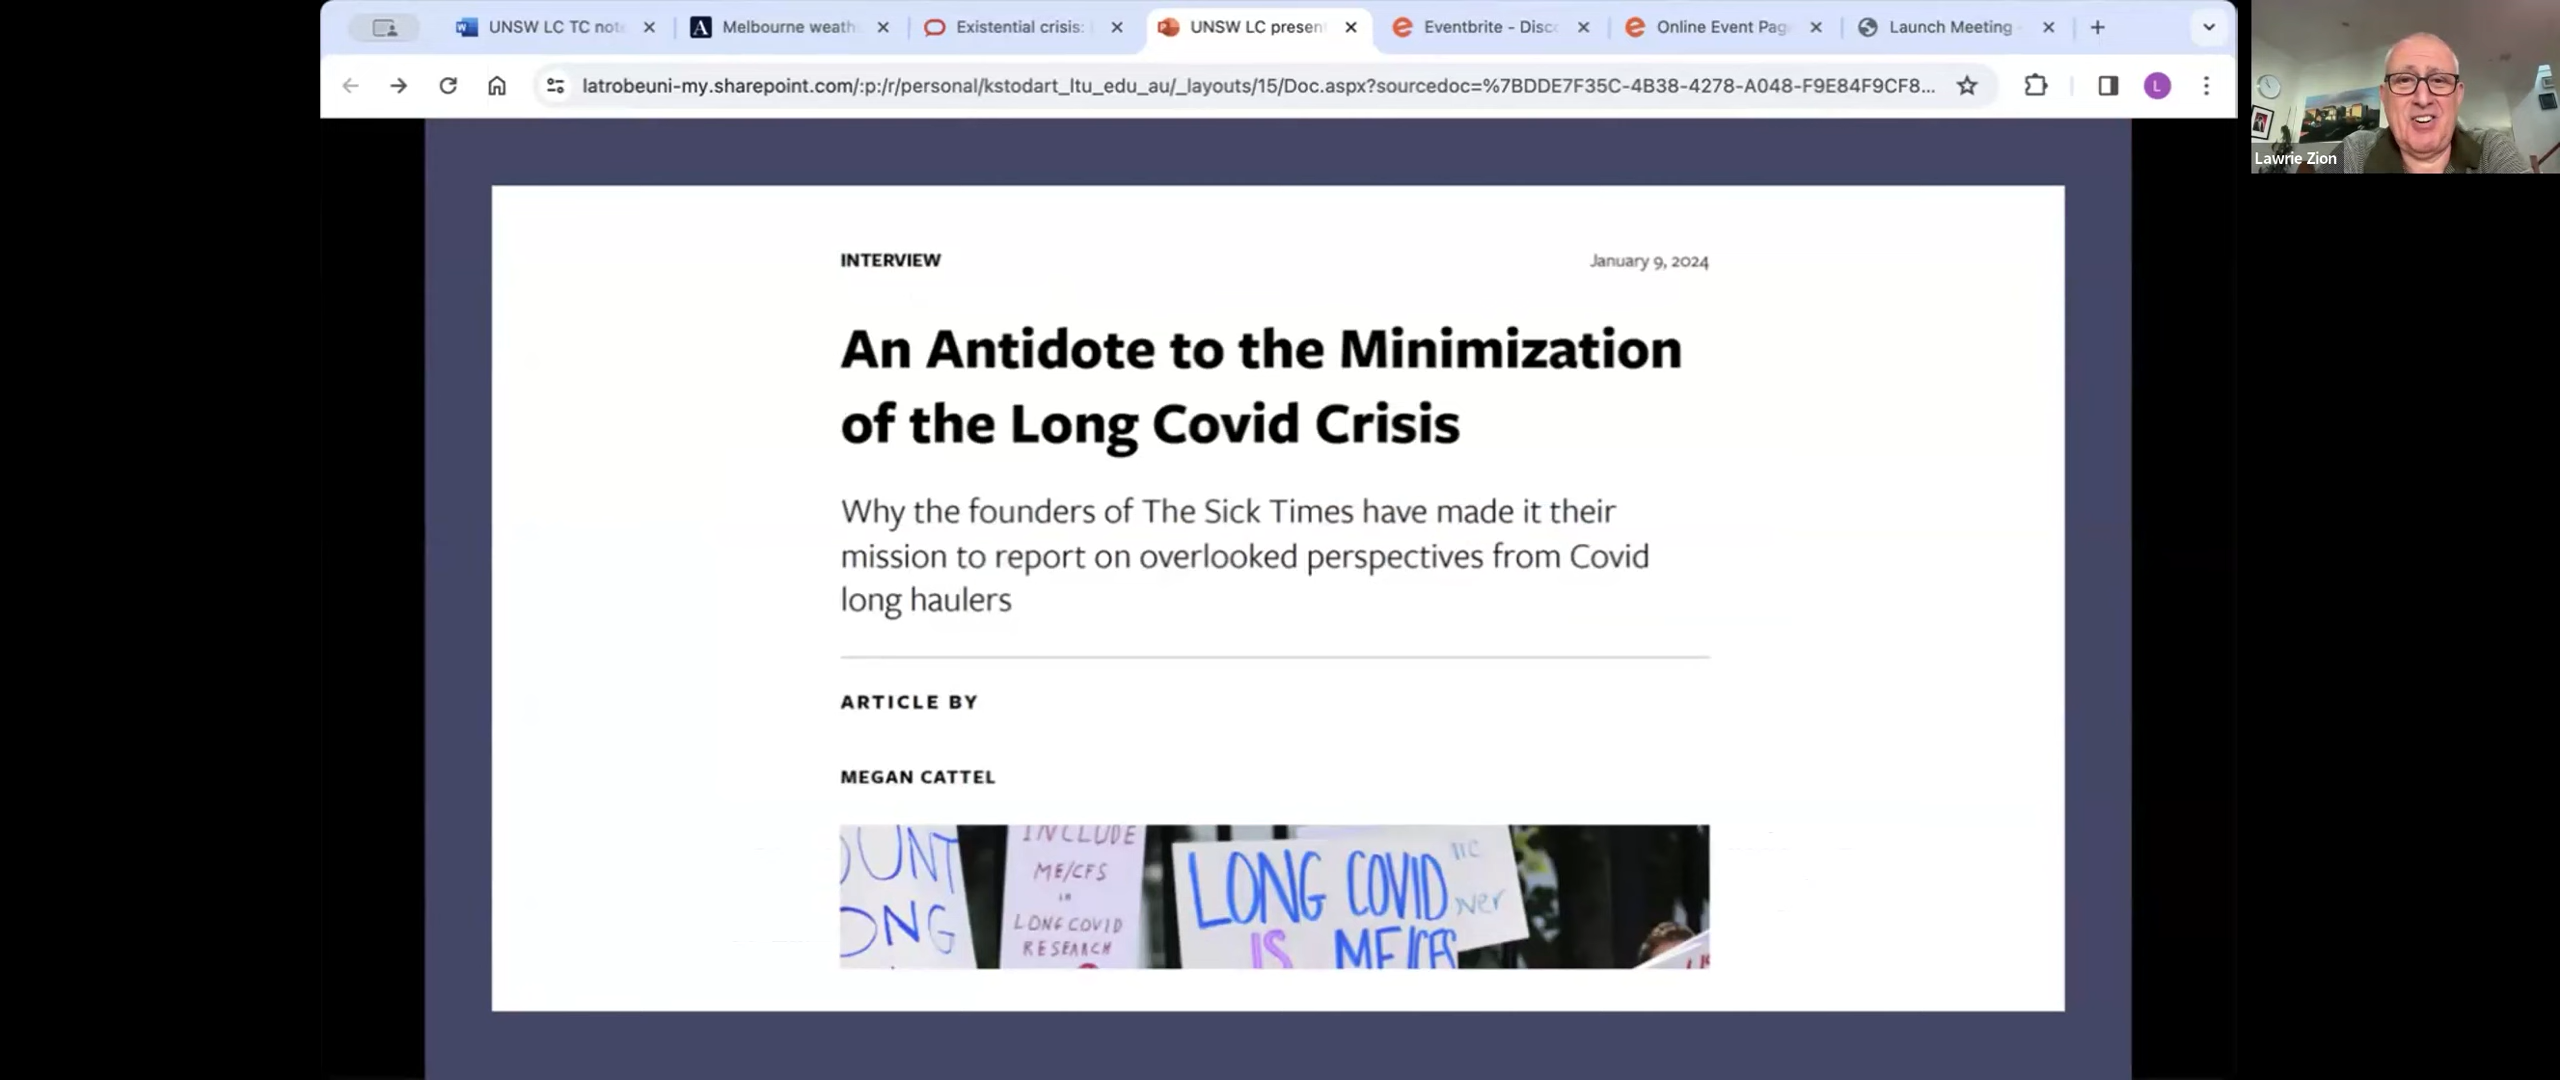 UNSW LC TC not
Melbourne weath
Existential crisis:
UNSW LC presen
Eventbrite - Disc
Online Event Pag
Launch Meeting -
latrobeuni-my.sharepoint.com/:p:/r/personal/kstodart_ltu_edu_au/_layouts/15/Doc.aspx?sourcedoc=%7BDDE7F35C-4B38-4278-A048-F9E84F9CF8...
L
Lawrie Zion
INTERVIEW
January 9, 2024
An Antidote to the Minimization
of the Long Covid Crisis
Why the founders of The Sick Times have made it their
mission to report on overlooked perspectives from Covid
long haulers
ARTICLE BY
MEGAN CATTEL
OUNT
ONG
INCLUDE
ME/CFS
in
LONG COVID
RESEARCH
LONG COVID
IS ME/CFS